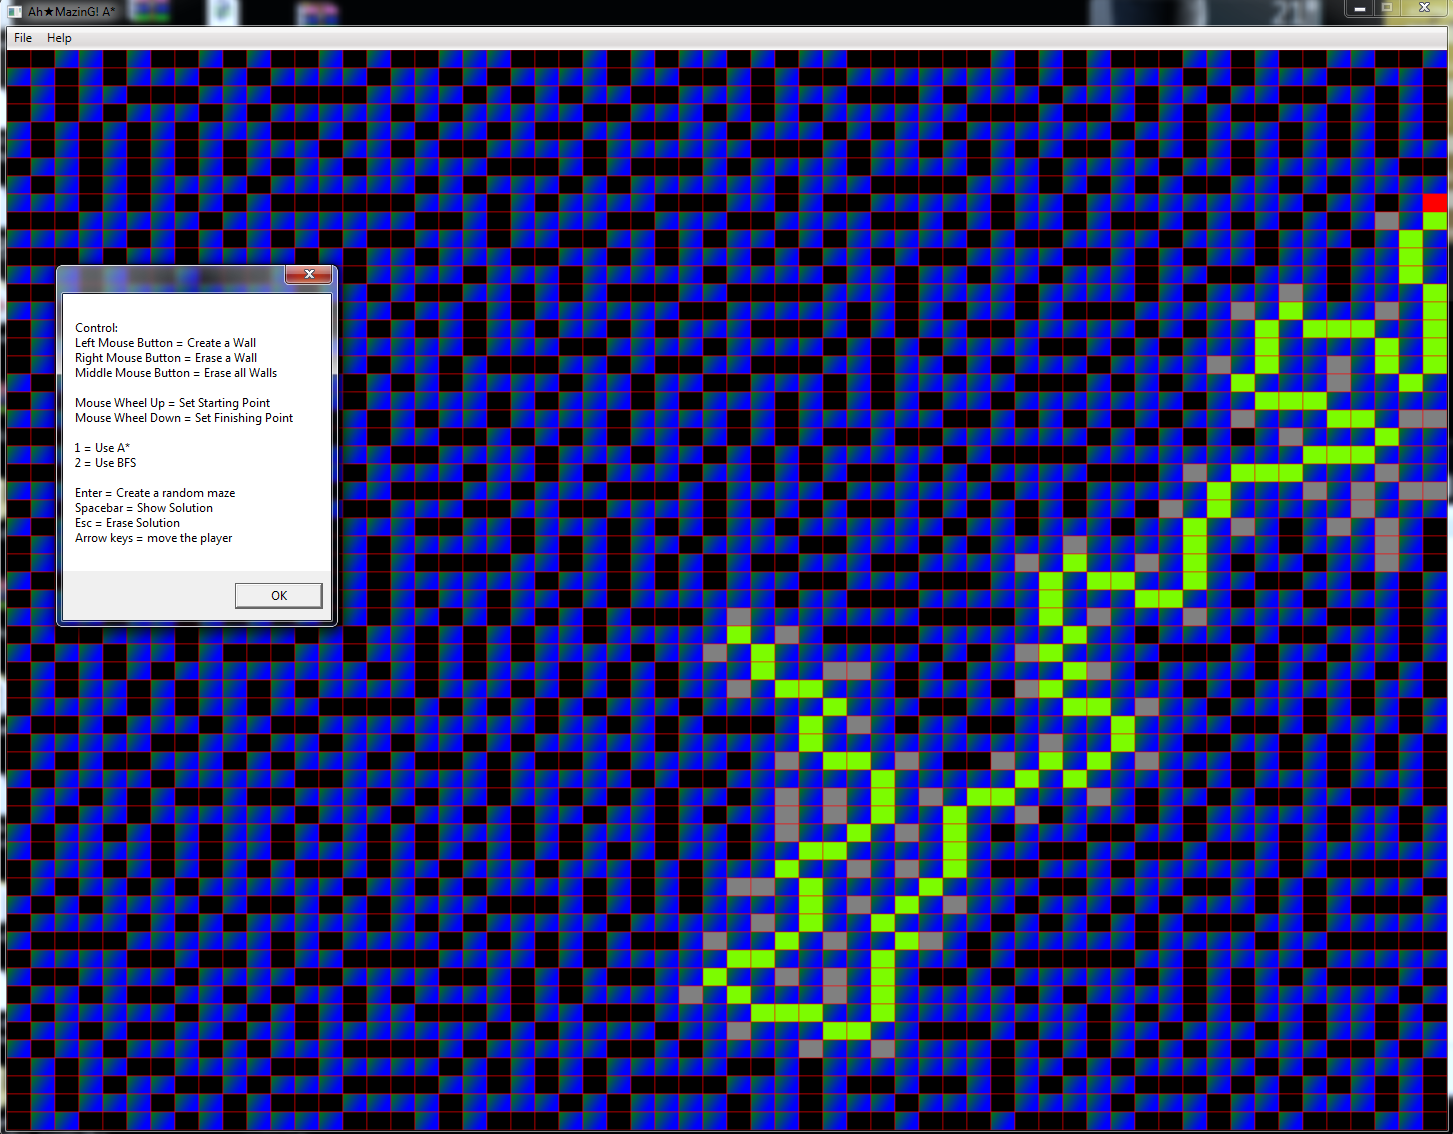 Ah★MazinG! A*
File Help
Control:
Left Mouse Button = Create a Wall
Right Mouse Button = Erase a Wall
Middle Mouse Button = Erase all Walls
Mouse Wheel Up = Set Starting Point
Mouse Wheel Down = Set Finishing Point
1 = Use A*
2 = Use BFS
Enter = Create a random maze
Spacebar = Show Solution
Esc = Erase Solution
Arrow keys = move the player
OK